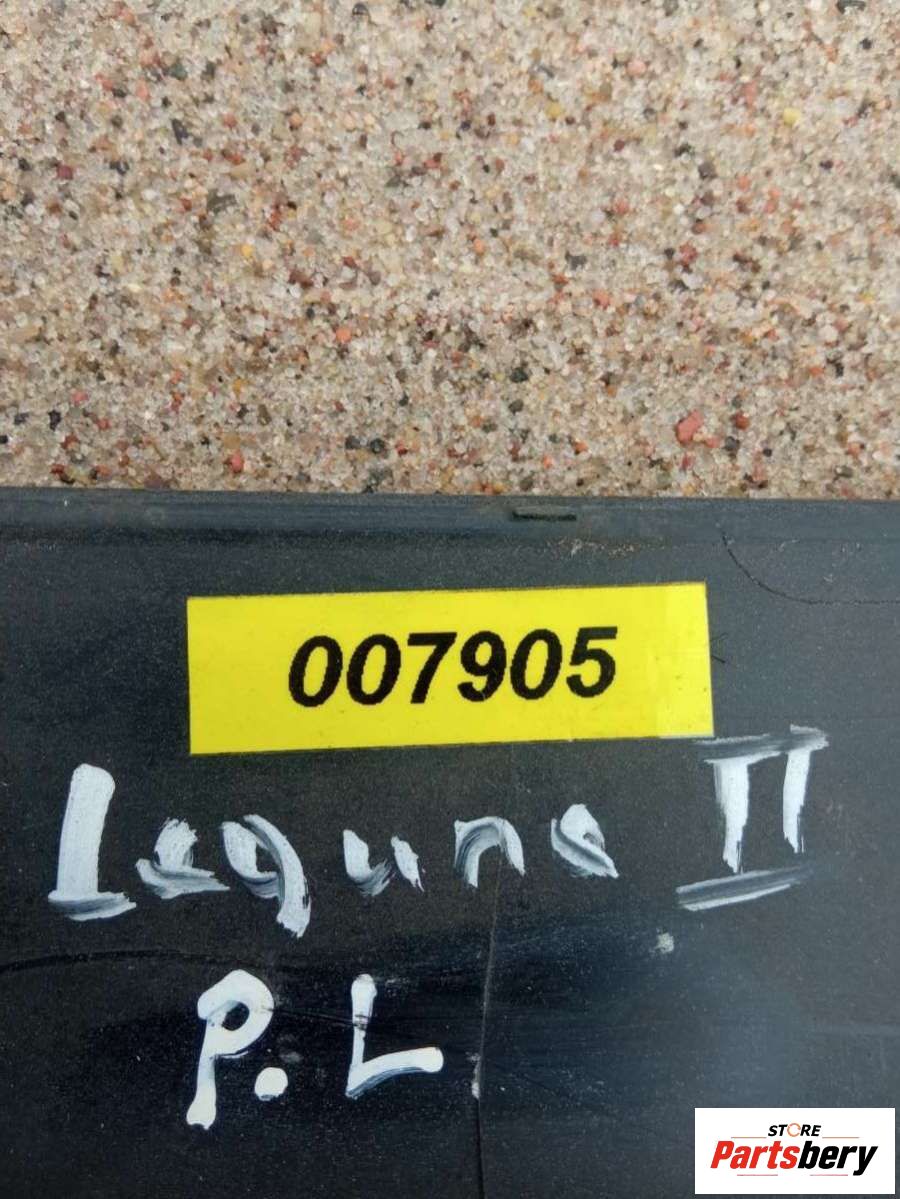 007905
Laguna II
P.L
STORE
Partsbery